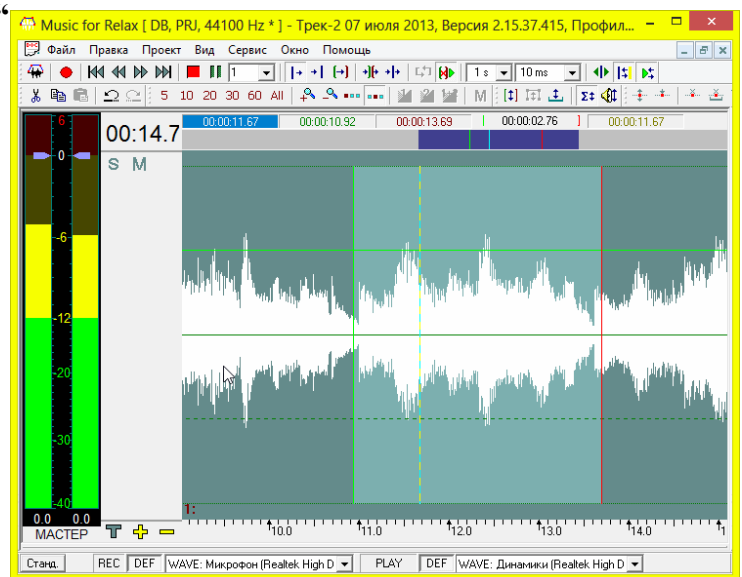 “
Music for Relax [ DB, PRJ, 44100 Hz * ] - Трек-2 07 июля 2013, Версия 2.15.37.415, Профил...
Файл Правка Проект Вид Сервис Окно Помощь
1 1 s 10 ms
5 10 20 30 60 All M Σ
6 00:14.7 00:00:11.67 00:00:10.92 00:00:13.69 | 00:00:02.76 ] 00:00:11.67
0 S M
-6
-12
-20
-30
-40 1:
0.0 0.0 10.0 11.0 12.0 13.0 14.0 1
МАСТЕР T
Станд. REC DEF WAVE: Микрофон (Realtek High D PLAY DEF WAVE: Динамики (Realtek High D